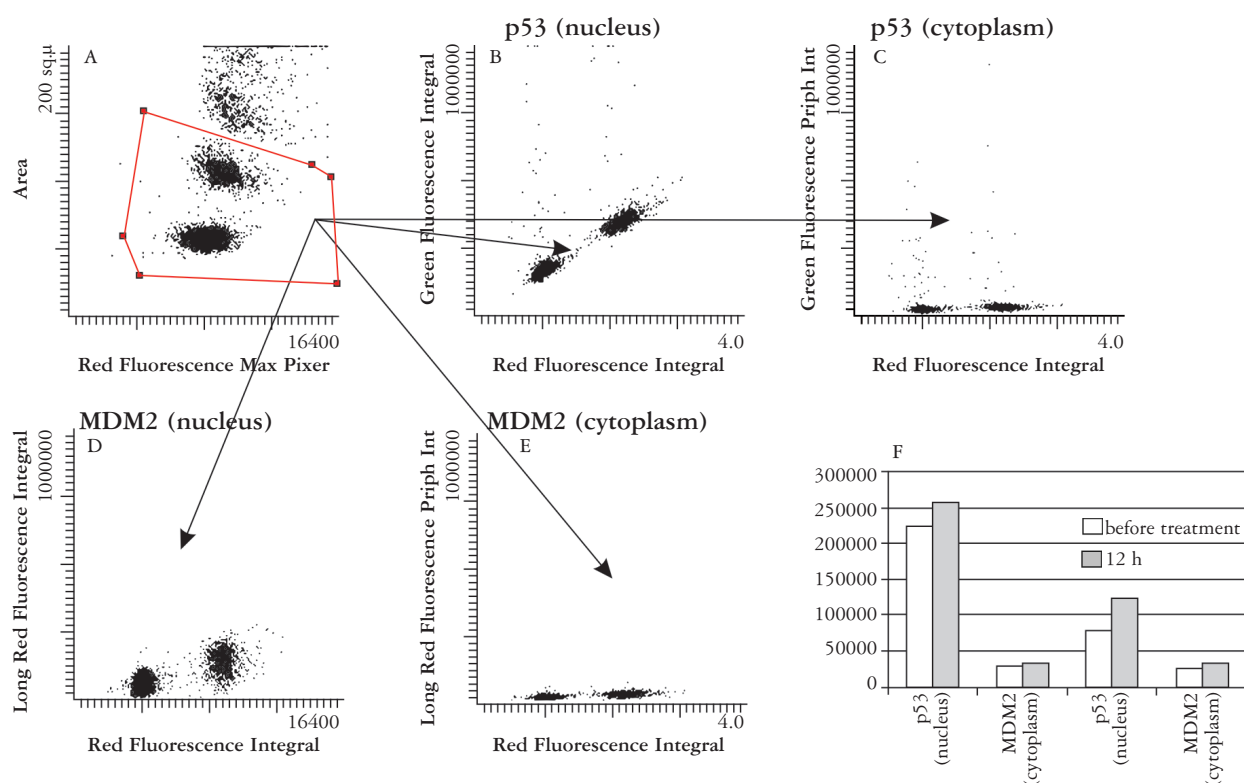 p53 (nucleus)
p53 (cytoplasm)
A
200 sq.µ
Area
16400
Red Fluorescence Max Pixer
B
1000000
Green Fluorescence Integral
4.0
Red Fluorescence Integral
C
1000000
Green Fluorescence Priph Int
4.0
Red Fluorescence Integral
MDM2 (nucleus)
D
1000000
Long Red Fluorescence Integral
16400
Red Fluorescence Integral
MDM2 (cytoplasm)
E
1000000
Long Red Fluorescence Priph Int
4.0
Red Fluorescence Integral
F
300000
250000
200000
150000
100000
50000
0
before treatment
12 h
p53
(nucleus)
MDM2
(cytoplasm)
p53
(nucleus)
MDM2
(cytoplasm)